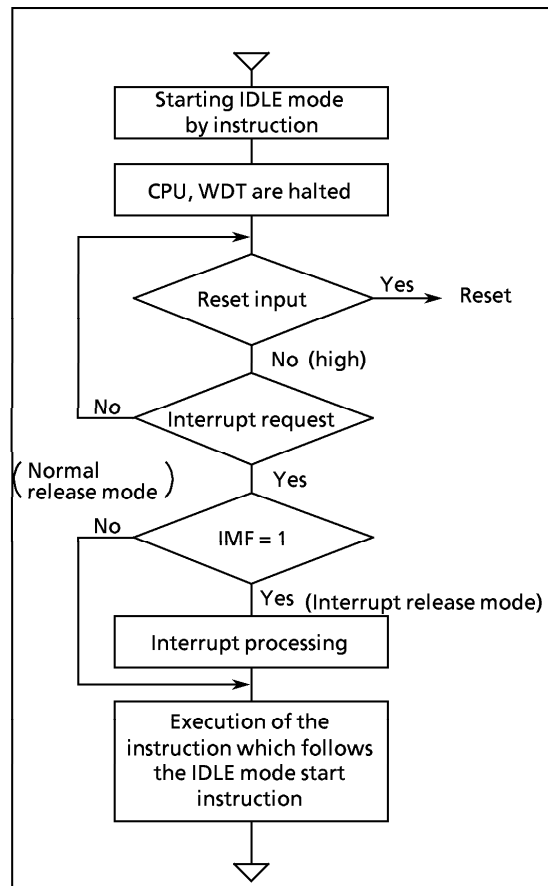 Starting IDLE mode
by instruction
CPU, WDT are halted
Reset input
Yes
Reset
No (high)
No
Interrupt request
(Normal
release mode)
Yes
No
IMF = 1
Yes (Interrupt release mode)
Interrupt processing
Execution of the
instruction which follows
the IDLE mode start
instruction